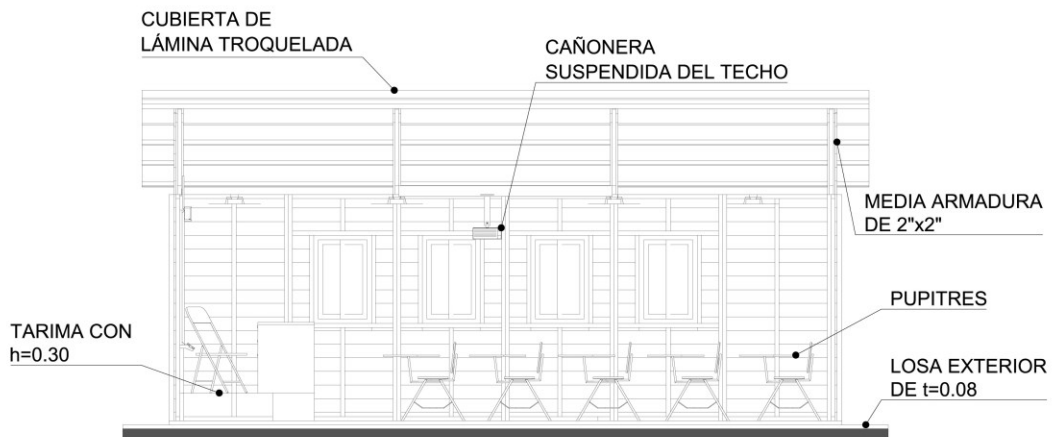 CUBIERTA DE
LÁMINA TROQUELADA
CAÑONERA
SUSPENDIDA DEL TECHO
MEDIA ARMADURA
DE 2"x2"
PUPITRES
TARIMA CON
h=0.30
LOSA EXTERIOR
DE t=0.08